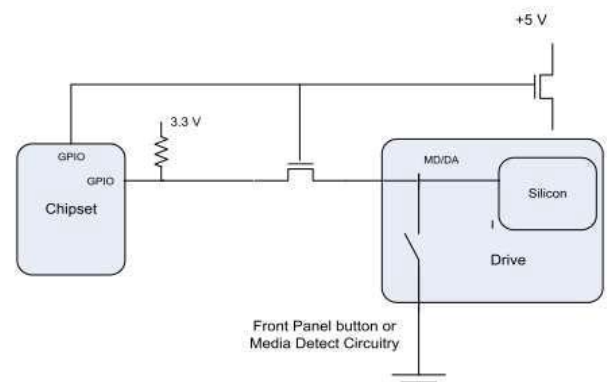 +5 V
3.3 V
GPIO
GPIO
Chipset
MD/DA
Silicon
Drive
Front Panel button or
Media Detect Circuitry